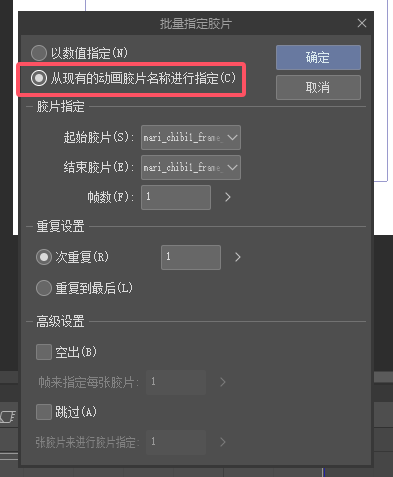 批量指定胶片
以数值指定(N)
确定
从现有的动画胶片名称进行指定(C)
取消
胶片指定
起始胶片(S): mari_chibi1_frame_
结束胶片(E): mari_chibi1_frame_
帧数(F): 1
重复设置
次重复(R) 1
重复到最后(L)
高级设置
空出(B)
帧来指定每张胶片: 1
跳过(A)
张胶片来进行胶片指定: 1